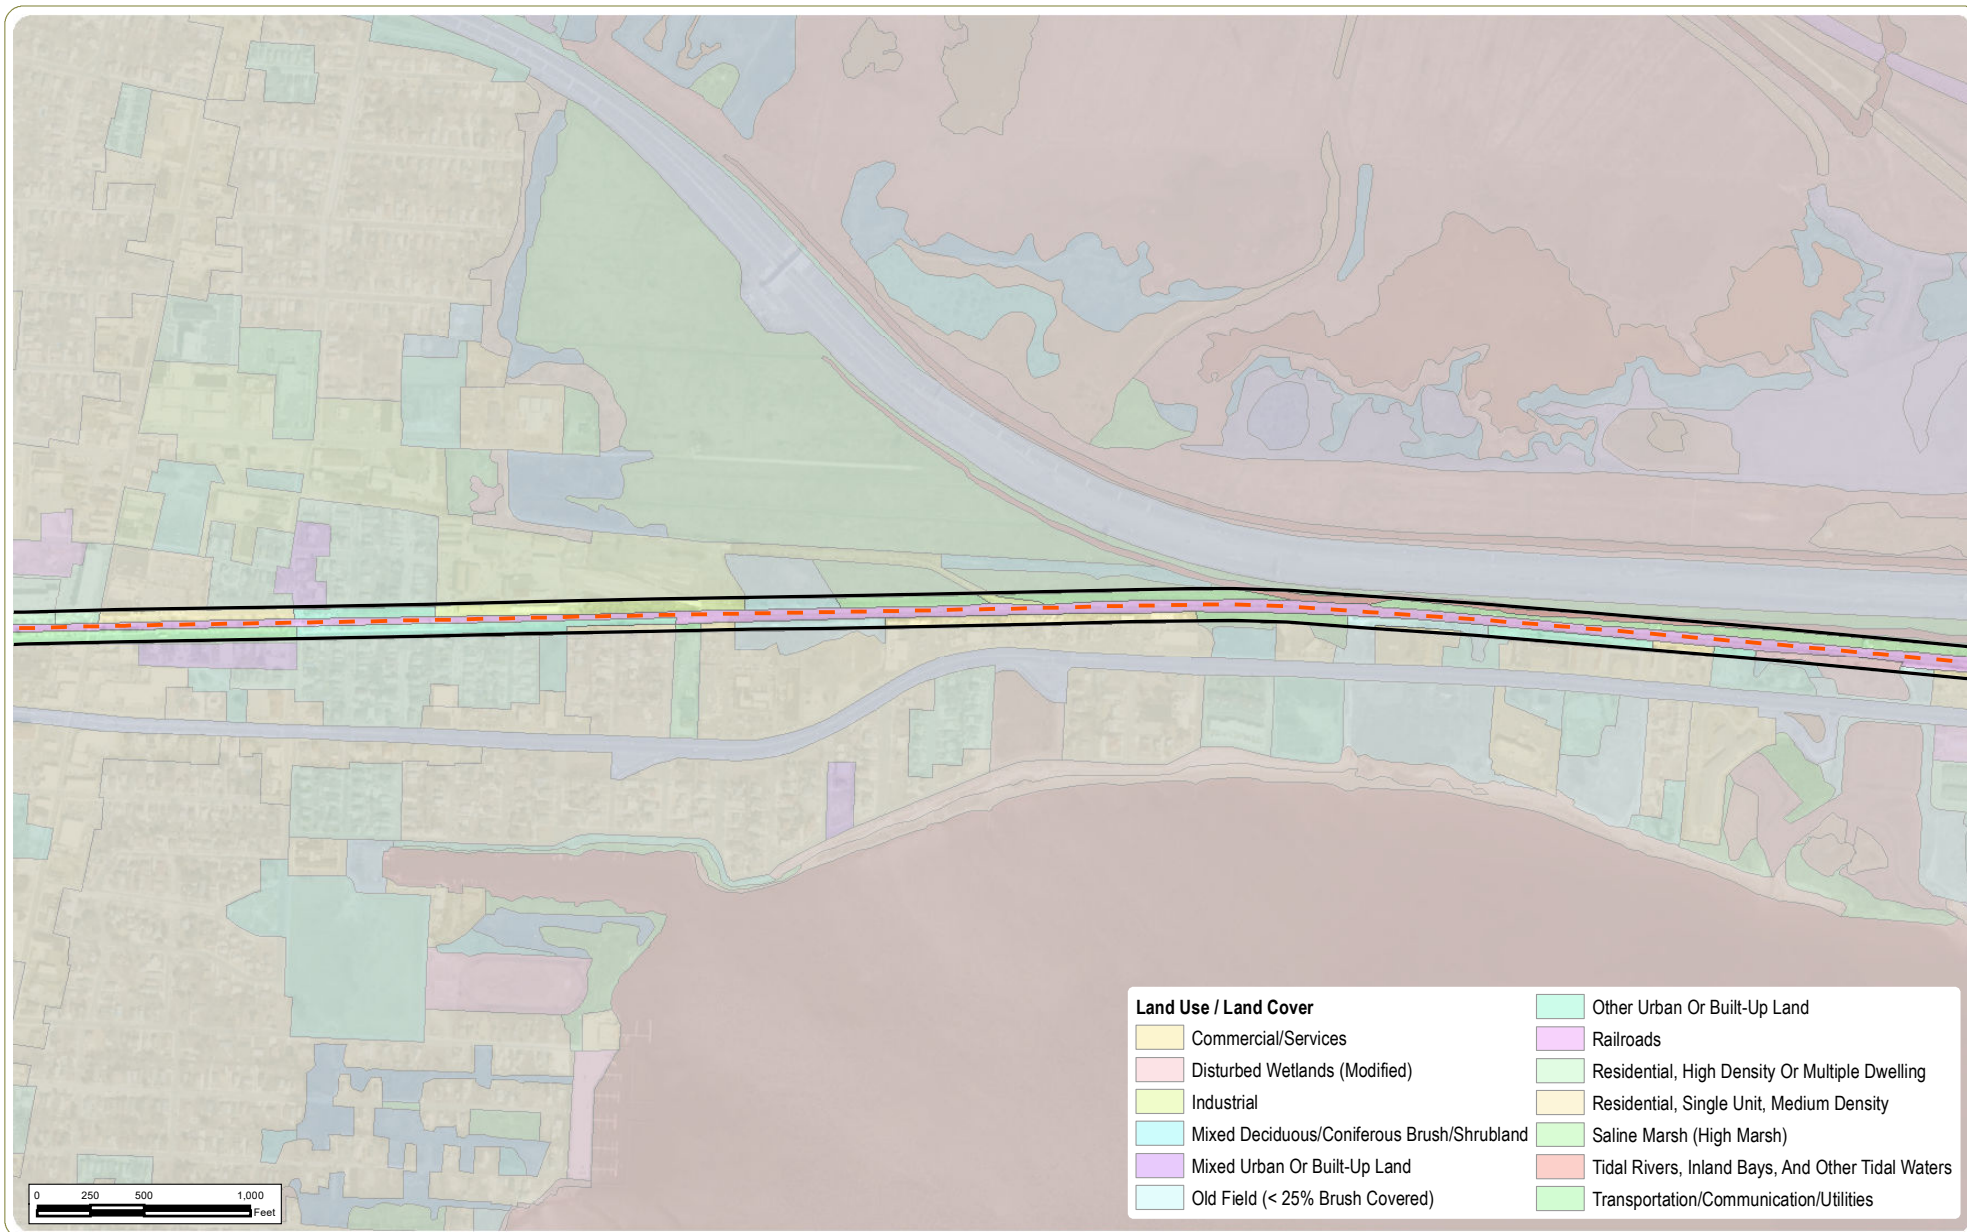 Land Use / Land Cover
Commercial/Services
Disturbed Wetlands (Modified)
Industrial
Mixed Deciduous/Coniferous Brush/Shrubland
Mixed Urban Or Built-Up Land
Old Field (< 25% Brush Covered)
Other Urban Or Built-Up Land
Railroads
Residential, High Density Or Multiple Dwelling
Residential, Single Unit, Medium Density
Saline Marsh (High Marsh)
Tidal Rivers, Inland Bays, And Other Tidal Waters
Transportation/Communication/Utilities
0 250 500 1,000
Feet